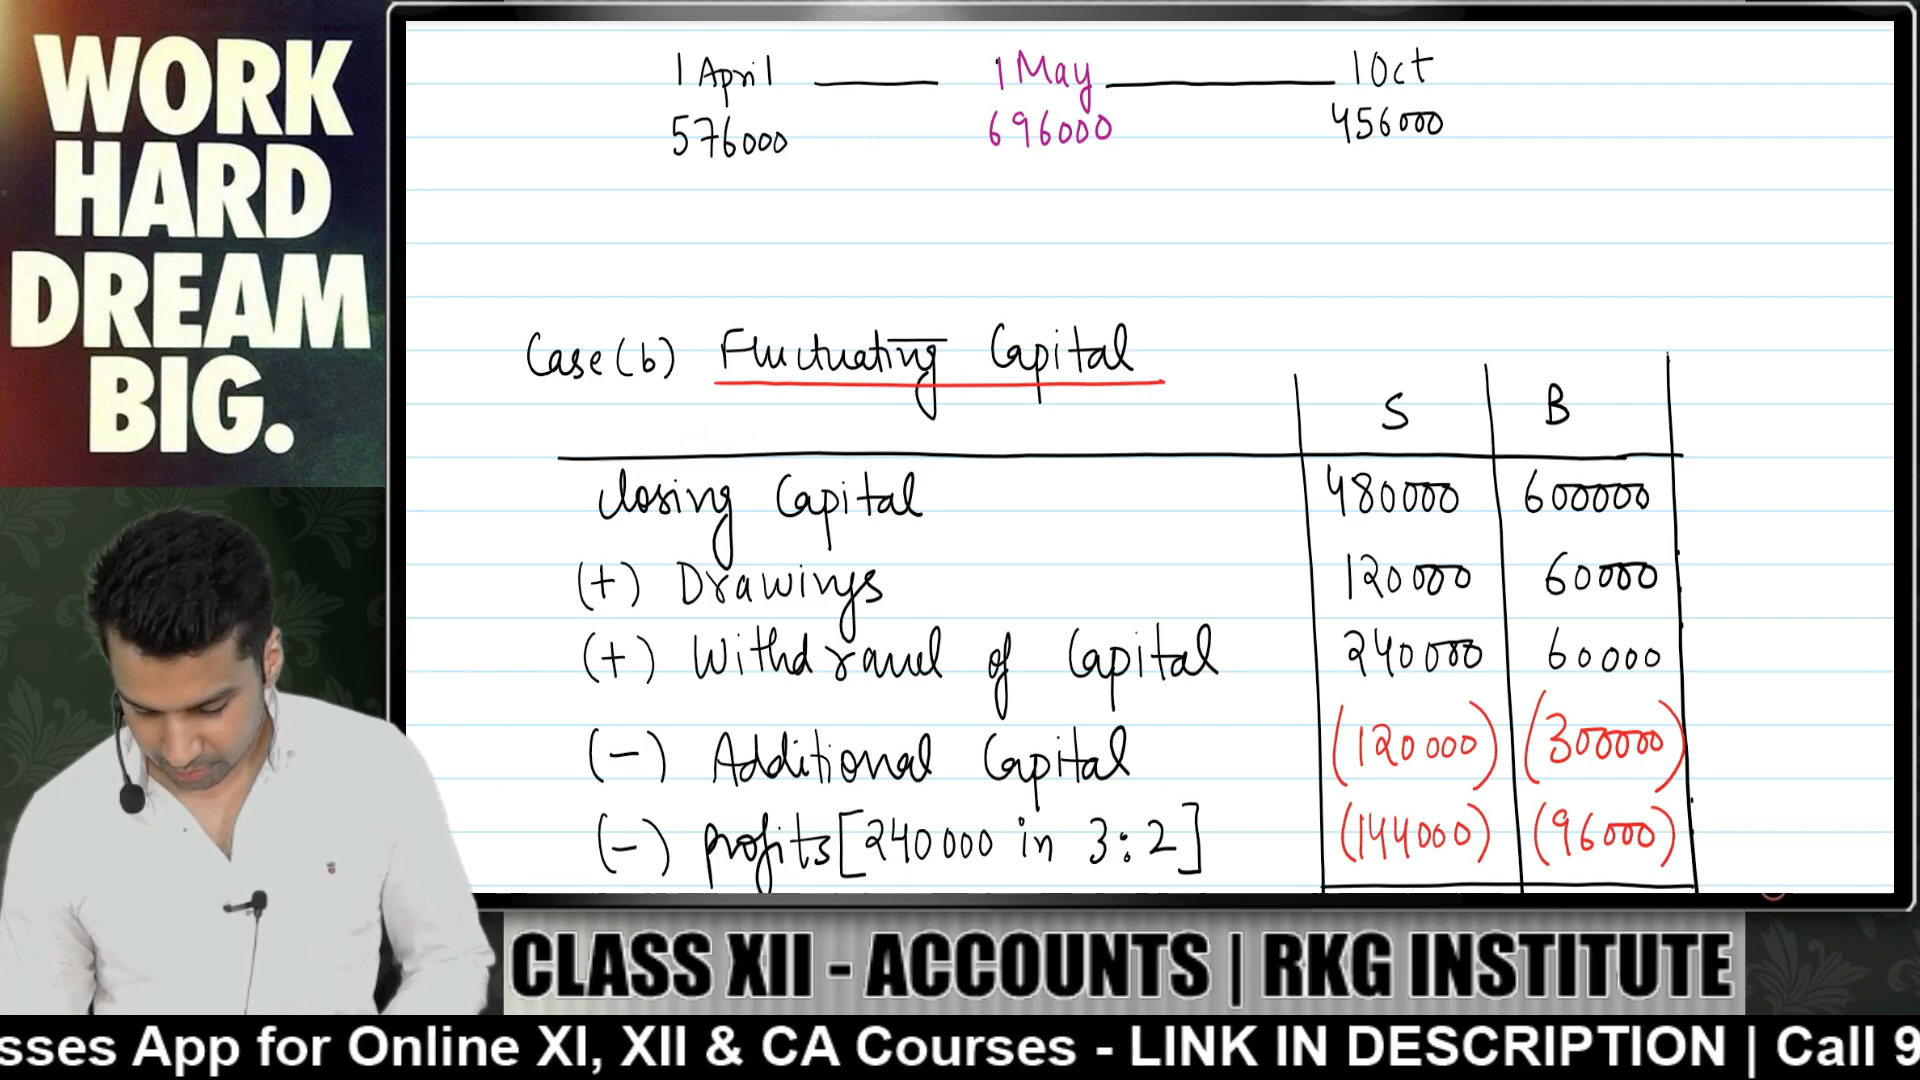 WORK
HARD
DREAM
BIG.
1 April 1 May 1 Oct
576000 696000 456000
Case (b) Fluctuating Capital
S B
Closing Capital 480000 600000
(+) Drawings 120000 60000
(+) Withdrawal of Capital 240000 60000
(-) Additional Capital (120000) (300000)
(-) profits [240000 in 3:2] (144000) (96000)
CLASS XII - ACCOUNTS | RKG INSTITUTE
sses App for Online XI, XII & CA Courses - LINK IN DESCRIPTION | Call 9